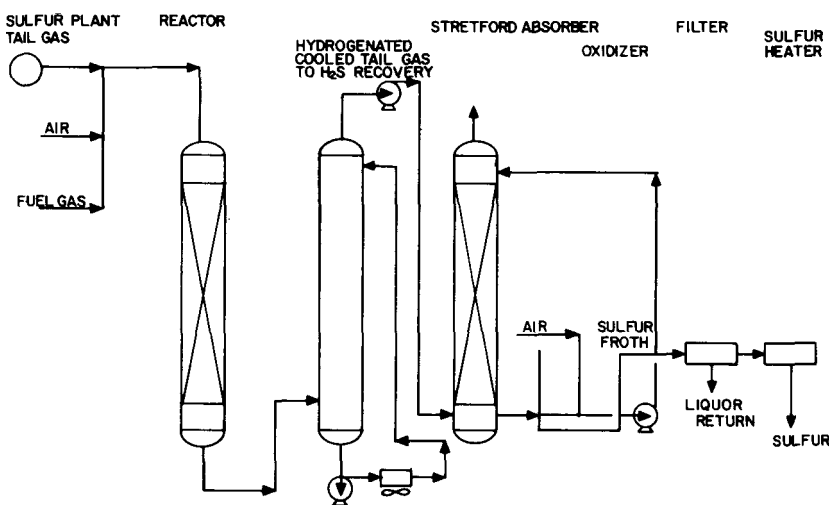 SULFUR PLANT
TAIL GAS
REACTOR
HYDROGENATED
COOLED TAIL GAS
TO H₂S RECOVERY
STRETFORD ABSORBER
OXIDIZER
FILTER
SULFUR
HEATER
AIR
FUEL GAS
AIR
SULFUR
FROTH
LIQUOR
RETURN
SULFUR